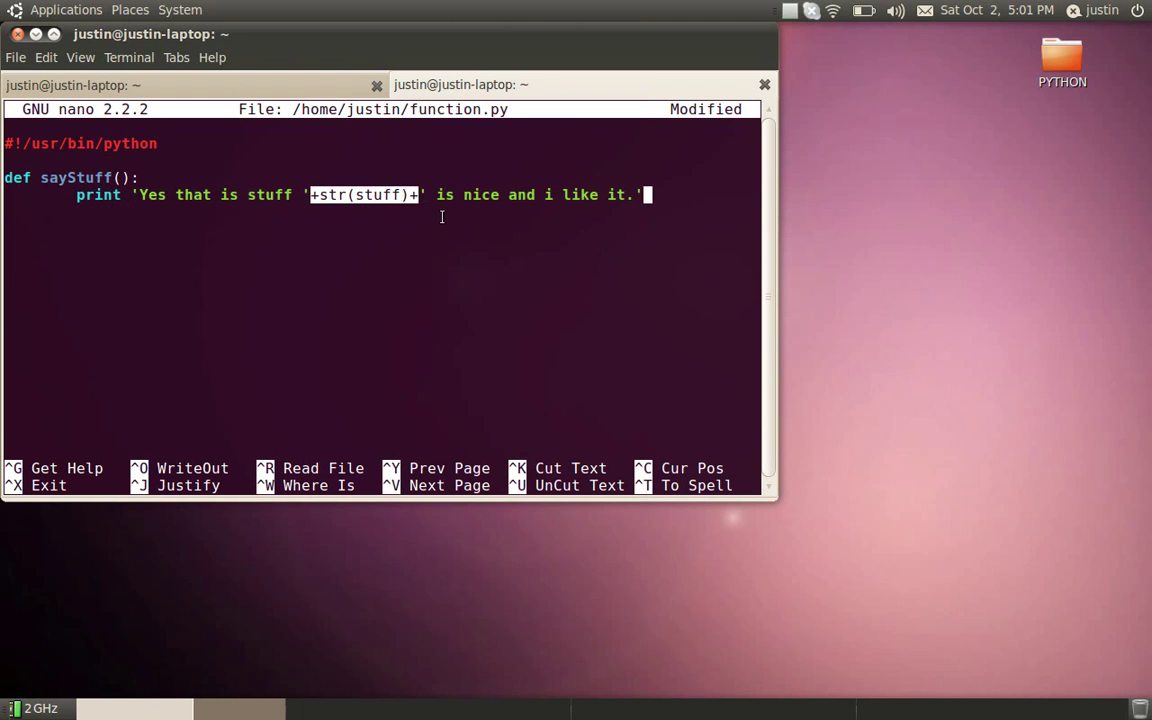 Applications Places System Sat Oct 2, 5:01 PM justin
justin@justin-laptop: ~
File Edit View Terminal Tabs Help
justin@justin-laptop: ~ justin@justin-laptop: ~
GNU nano 2.2.2 File: /home/justin/function.py Modified
#!/usr/bin/python
def sayStuff():
print 'Yes that is stuff '+str(stuff)+' is nice and i like it.'
^G Get Help ^O WriteOut ^R Read File ^Y Prev Page ^K Cut Text ^C Cur Pos
^X Exit ^J Justify ^W Where Is ^V Next Page ^U UnCut Text ^T To Spell
PYTHON
2 GHz